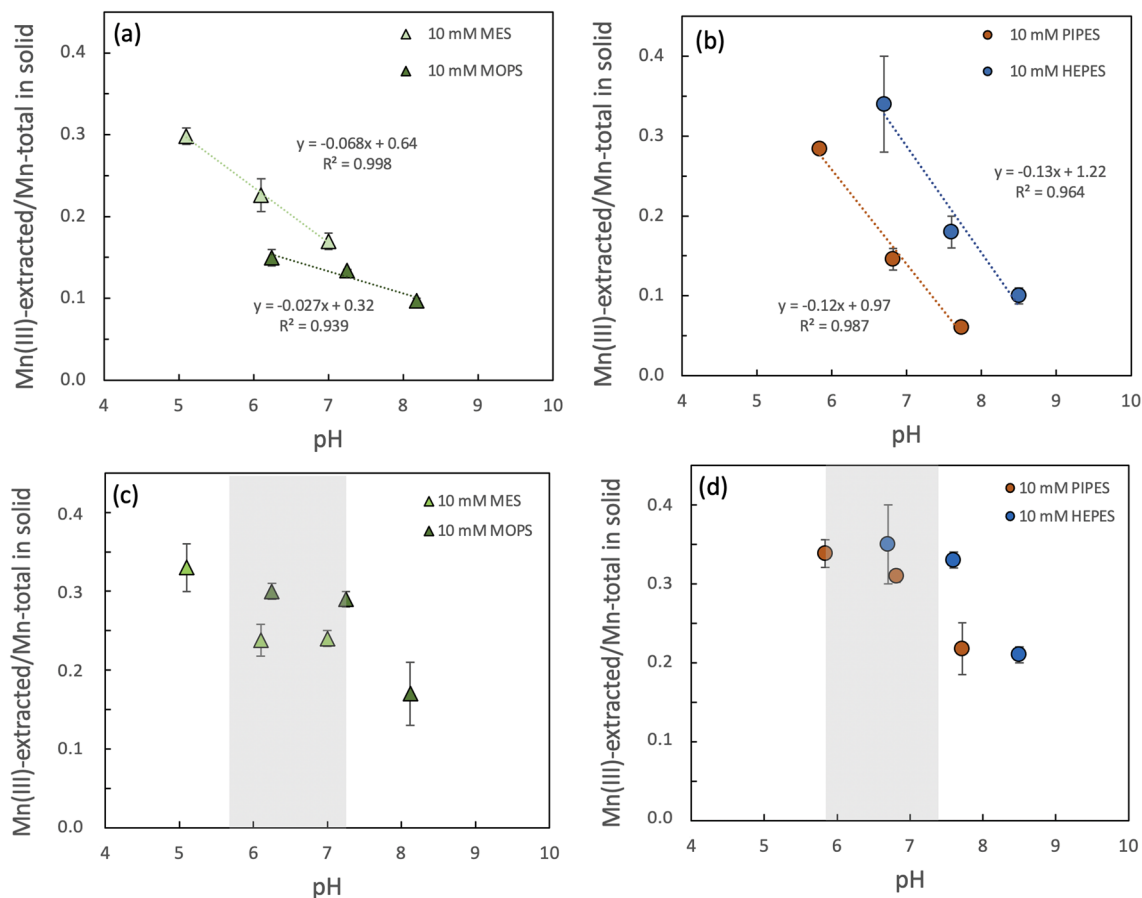 (a)
10 mM MES
10 mM MOPS
Mn(III)-extracted/Mn-total in solid
0.4
0.3
0.2
0.1
0.0
y = -0.068x + 0.64
R² = 0.998
y = -0.027x + 0.32
R² = 0.939
4 5 6 7 8 9 10
pH
(b)
10 mM PIPES
10 mM HEPES
Mn(III)-extracted/Mn-total in solid
0.4
0.3
0.2
0.1
0.0
y = -0.13x + 1.22
R² = 0.964
y = -0.12x + 0.97
R² = 0.987
4 5 6 7 8 9 10
pH
(c)
10 mM MES
10 mM MOPS
Mn(III)-extracted/Mn-total in solid
0.4
0.3
0.2
0.1
0.0
4 5 6 7 8 9 10
pH
(d)
10 mM PIPES
10 mM HEPES
Mn(III)-extracted/Mn-total in solid
0.4
0.3
0.2
0.1
0.0
4 5 6 7 8 9 10
pH